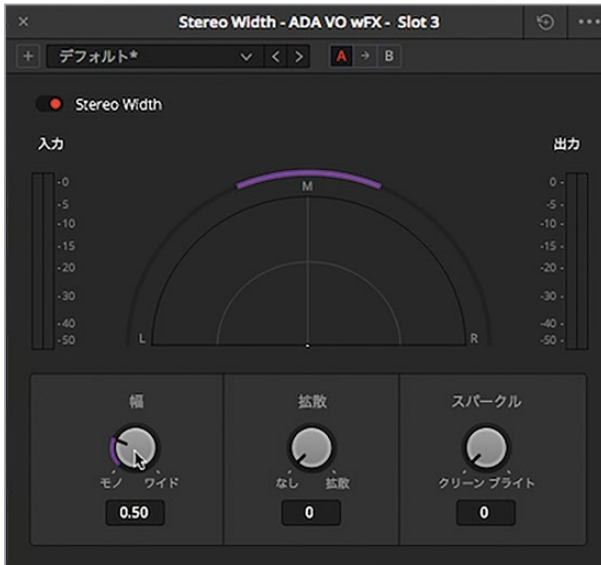 Stereo Width - ADA VO wFX - Slot 3
デフォルト*
A → B
Stereo Width
入力
出力
-0
-5
-10
-15
-20
-30
-40
-50
M
L
R
0-
-5-
-10-
-15-
-20-
-30-
-40-
-50-
幅
拡散
スパークル
モノ ワイド
なし 拡散
クリーン ブライト
0.50
0
0